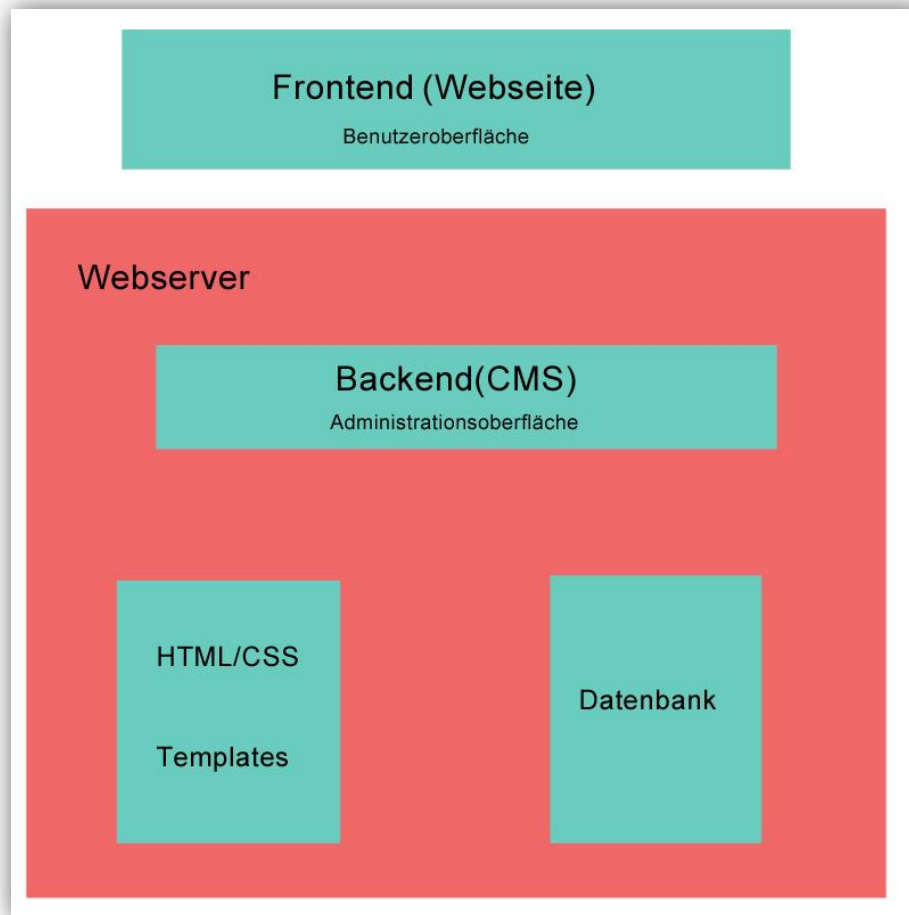 Frontend (Webseite)
Benutzeroberfläche
Webserver
Backend(CMS)
Administrationsoberfläche
HTML/CSS
Templates
Datenbank